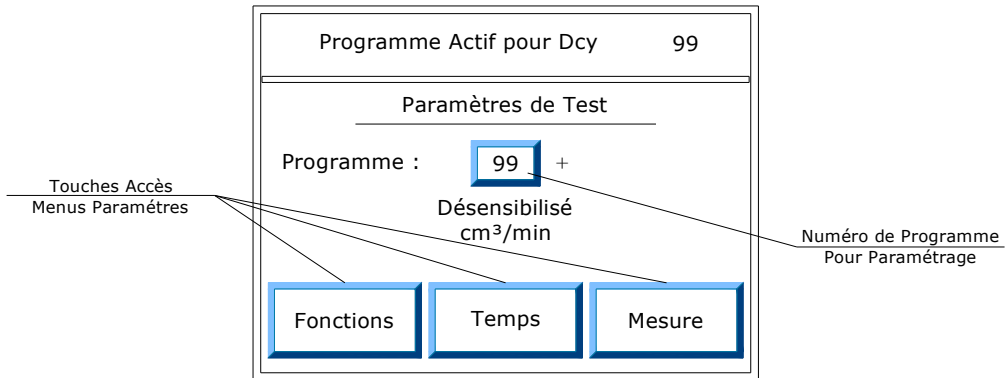 Programme Actif pour Dcy 99
Paramètres de Test
Programme : 99 +
Désensibilisé
cm³/min
Touches Accès
Menus Paramétres
Numéro de Programme
Pour Paramétrage
Fonctions Temps Mesure